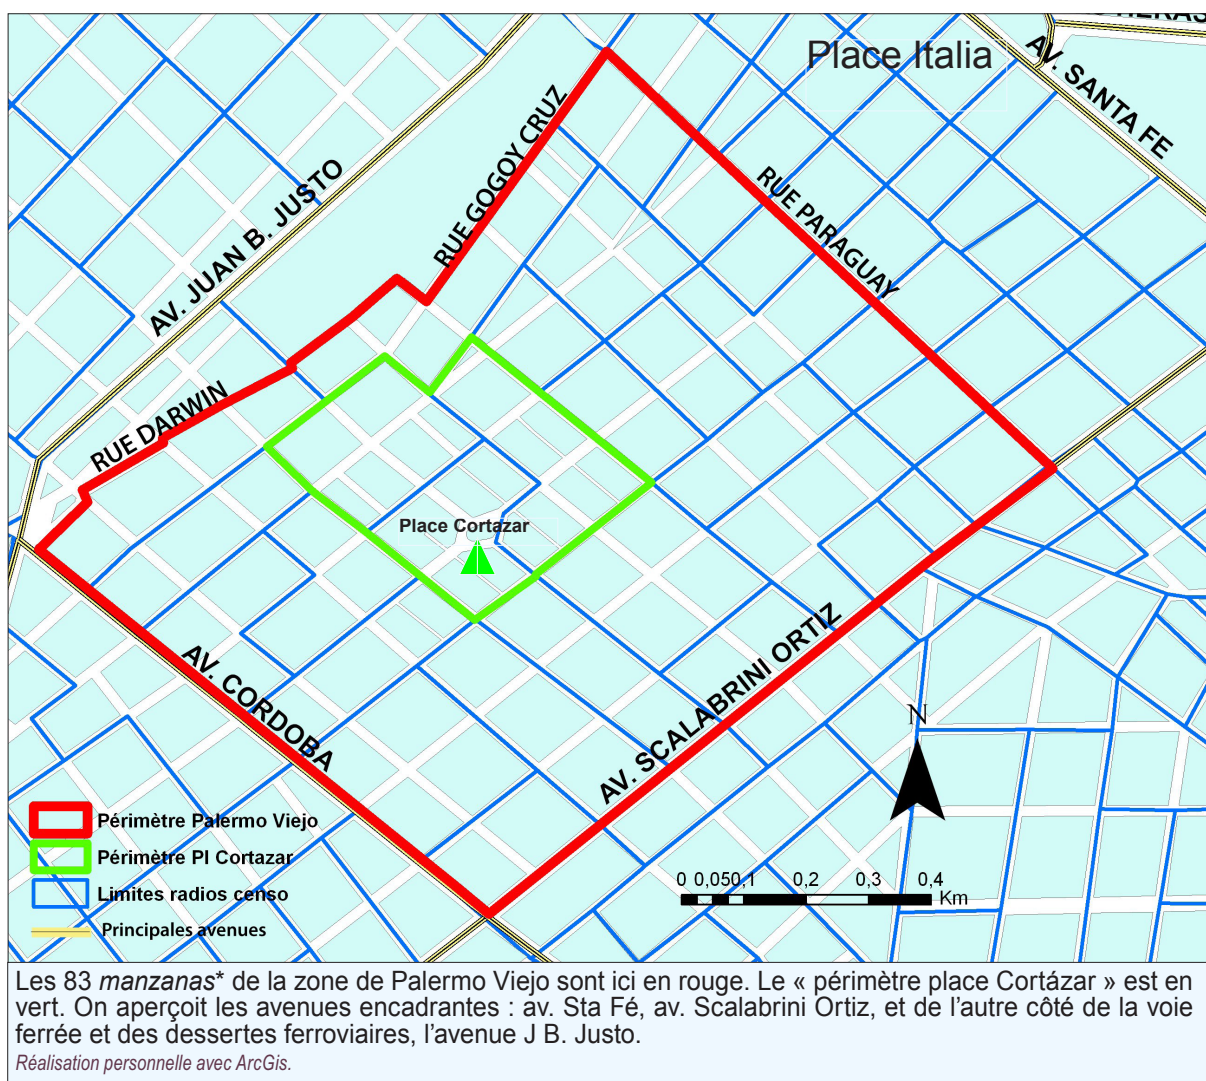 Place Italia
AV. SANTA FE
RUE GOGOY CRUZ
AV. JUAN B. JUSTO
RUE PARAGUAY
RUE DARWIN
Place Cortazar
AV. CORDOBA
AV. SCALABRINI ORTIZ
N
Périmètre Palermo Viejo
Périmètre Pl Cortazar
Limites radios censo
Principales avenues
0 0,050,1 0,2 0,3 0,4
Km
Les 83 manzanas* de la zone de Palermo Viejo sont ici en rouge. Le « périmètre place Cortázar » est en
vert. On aperçoit les avenues encadrantes : av. Sta Fé, av. Scalabrini Ortiz, et de l'autre côté de la voie
ferrée et des dessertes ferroviaires, l'avenue J B. Justo.
Réalisation personnelle avec ArcGis.